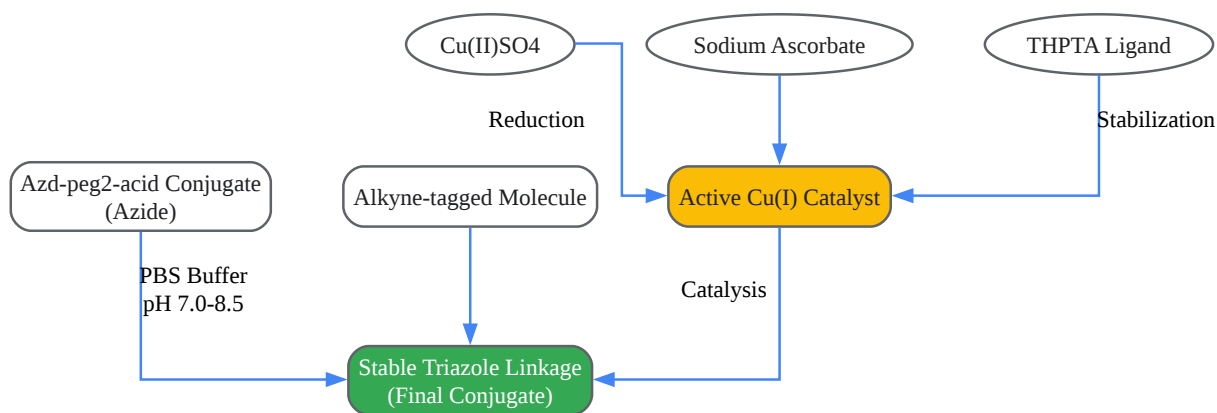 Cu(II)SO4
Sodium Ascorbate
THPTA Ligand
Reduction
Stabilization
Azd-peg2-acid Conjugate
(Azide)
Alkyne-tagged Molecule
Active Cu(I) Catalyst
PBS Buffer
pH 7.0-8.5
Catalysis
Stable Triazole Linkage
(Final Conjugate)